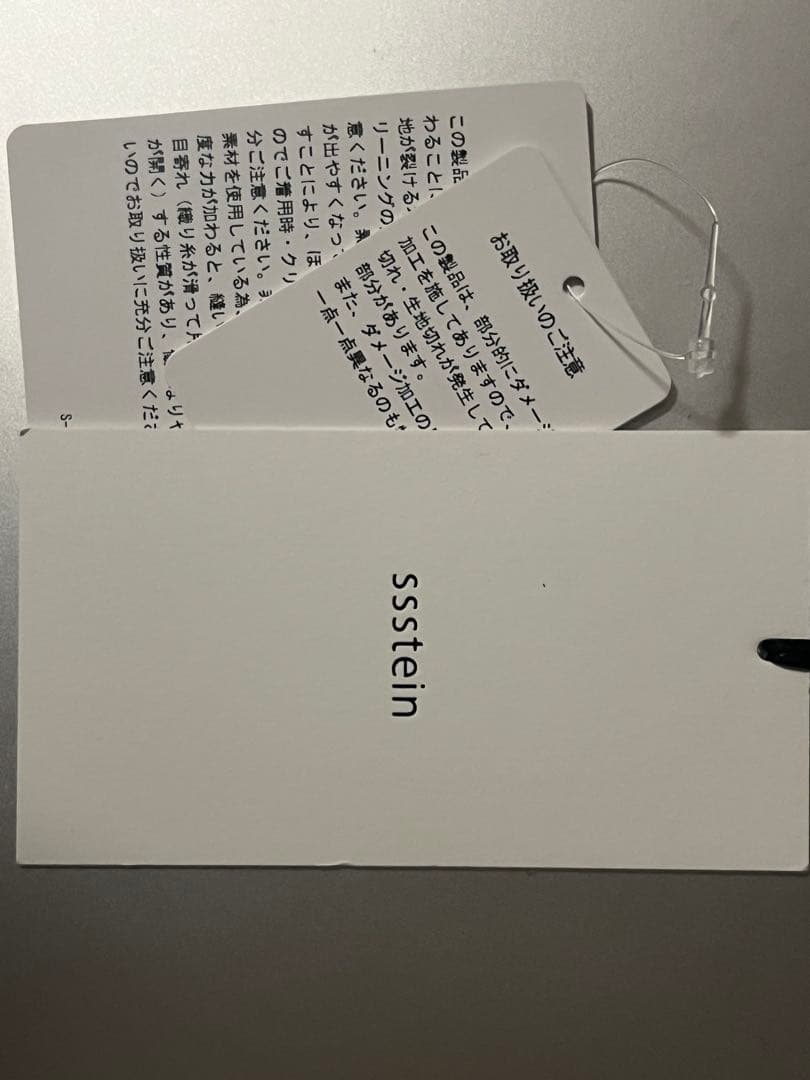 この製品
わることに
地が裂ける
リーニングの
意ください。
が出やすくなっ
すことにより、ほ
のでご着用時・クリ
分ご注意ください。
素材を使用している為、
度な力が加わると、縫い
目寄れ（織り糸が滑って
が開く）する性質があり、
いのでお取り扱いに充分ご注意くださ
S-
お取り扱いのご注意
この製品は、部分的にダメージ
加工を施してありますので、
切れ・生地切れが発生して
部分があります。
また、ダメージ加工の
一点一点異なるのも
ssstein